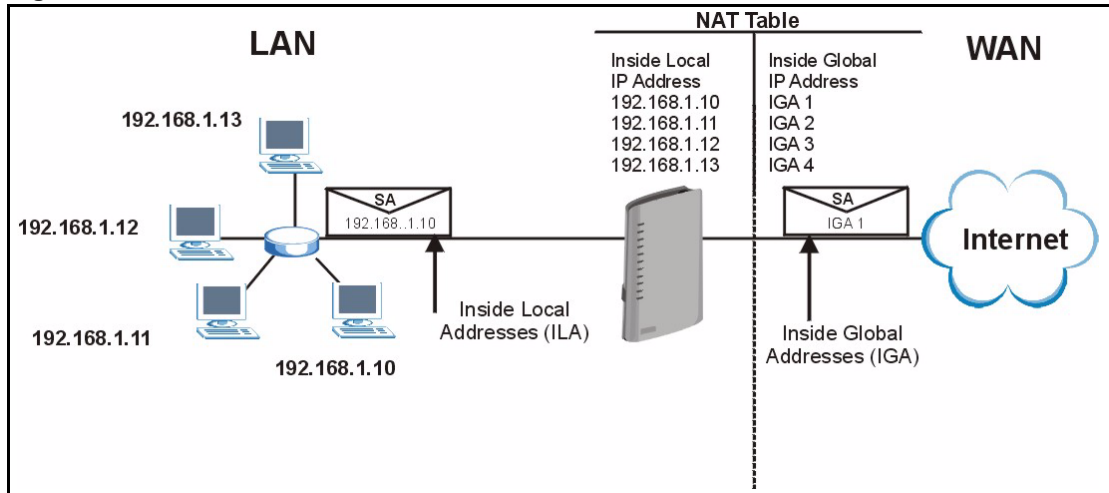 LAN
NAT Table
WAN
Inside Local
IP Address
192.168.1.10
192.168.1.11
192.168.1.12
192.168.1.13
Inside Global
IP Address
IGA 1
IGA 2
IGA 3
IGA 4
192.168.1.13
192.168.1.12
192.168.1.11
192.168.1.10
SA
192.168..1.10
Inside Local
Addresses (ILA)
SA
IGA 1
Inside Global
Addresses (IGA)
Internet